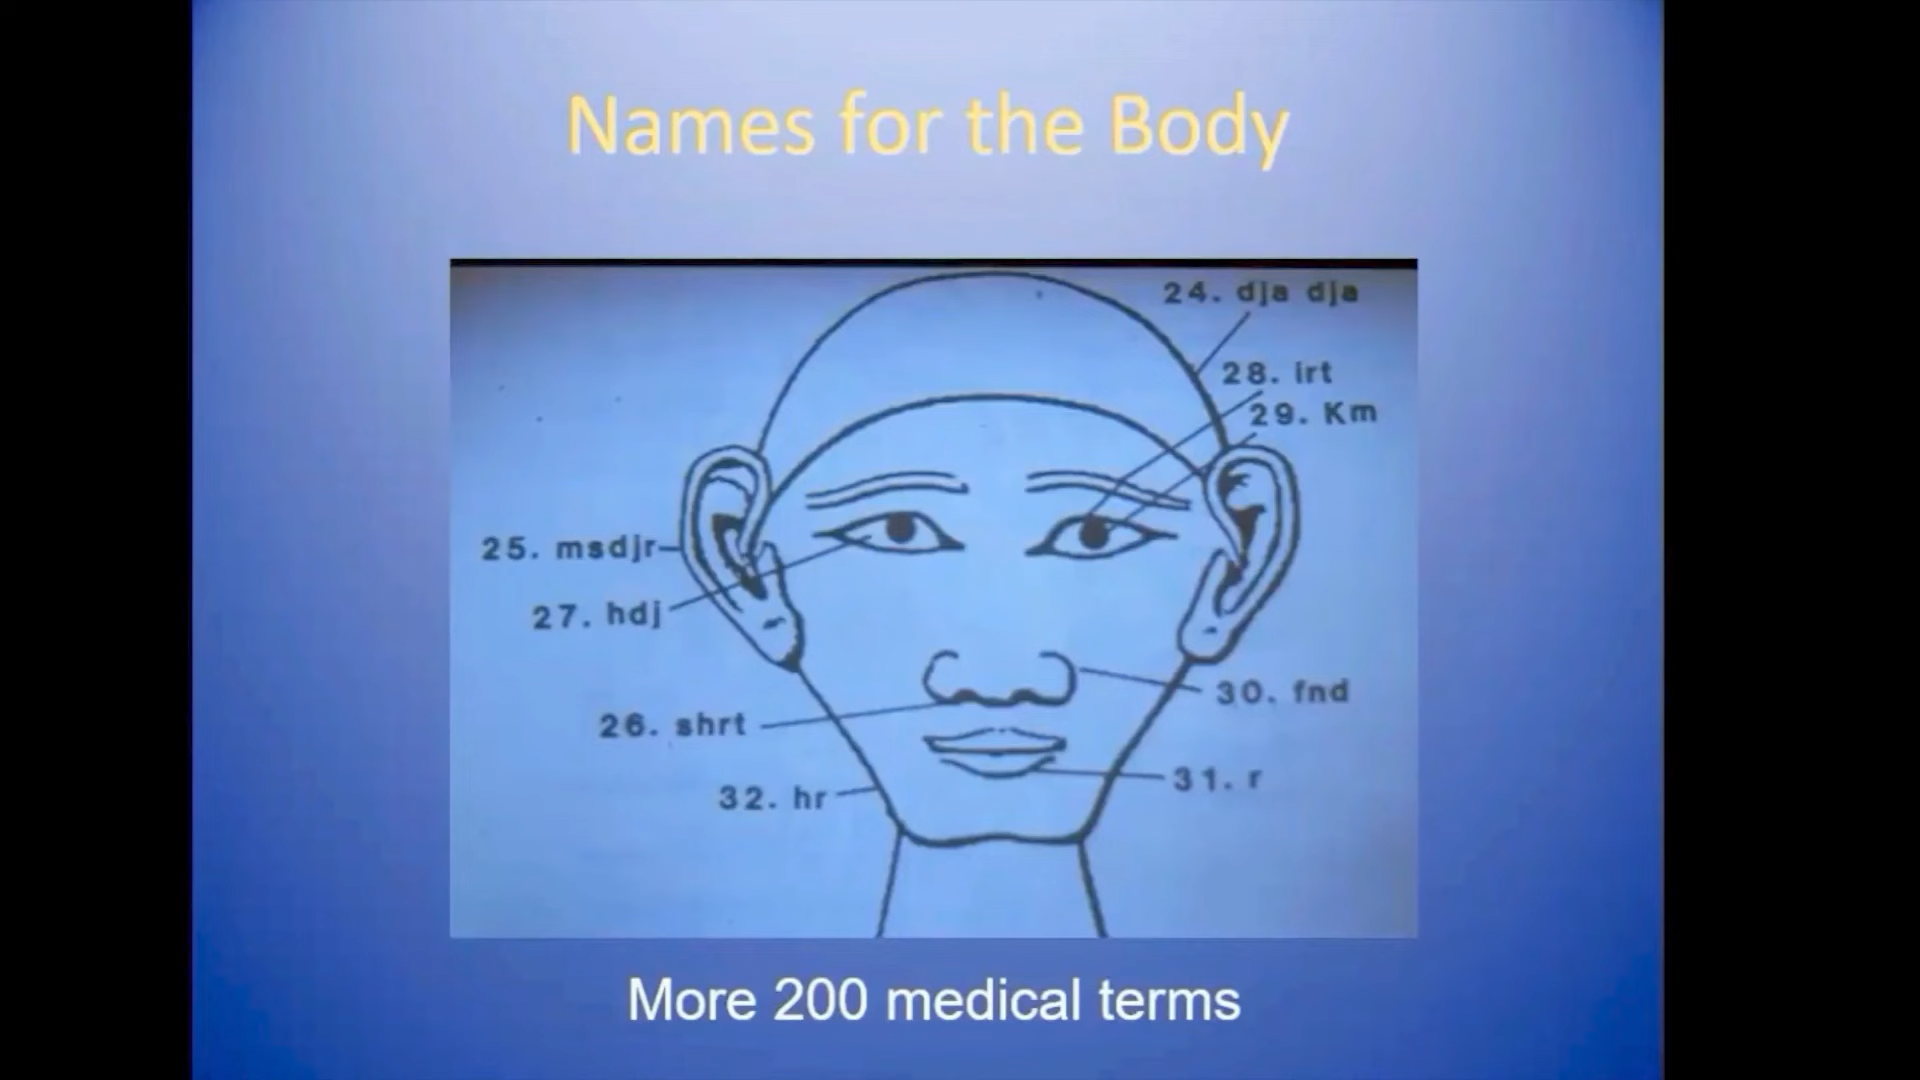 Names for the Body
24. dja dja
28. irt
29. Km
25. msdjr
27. hdj
30. fnd
26. shrt
31. r
32. hr
More 200 medical terms